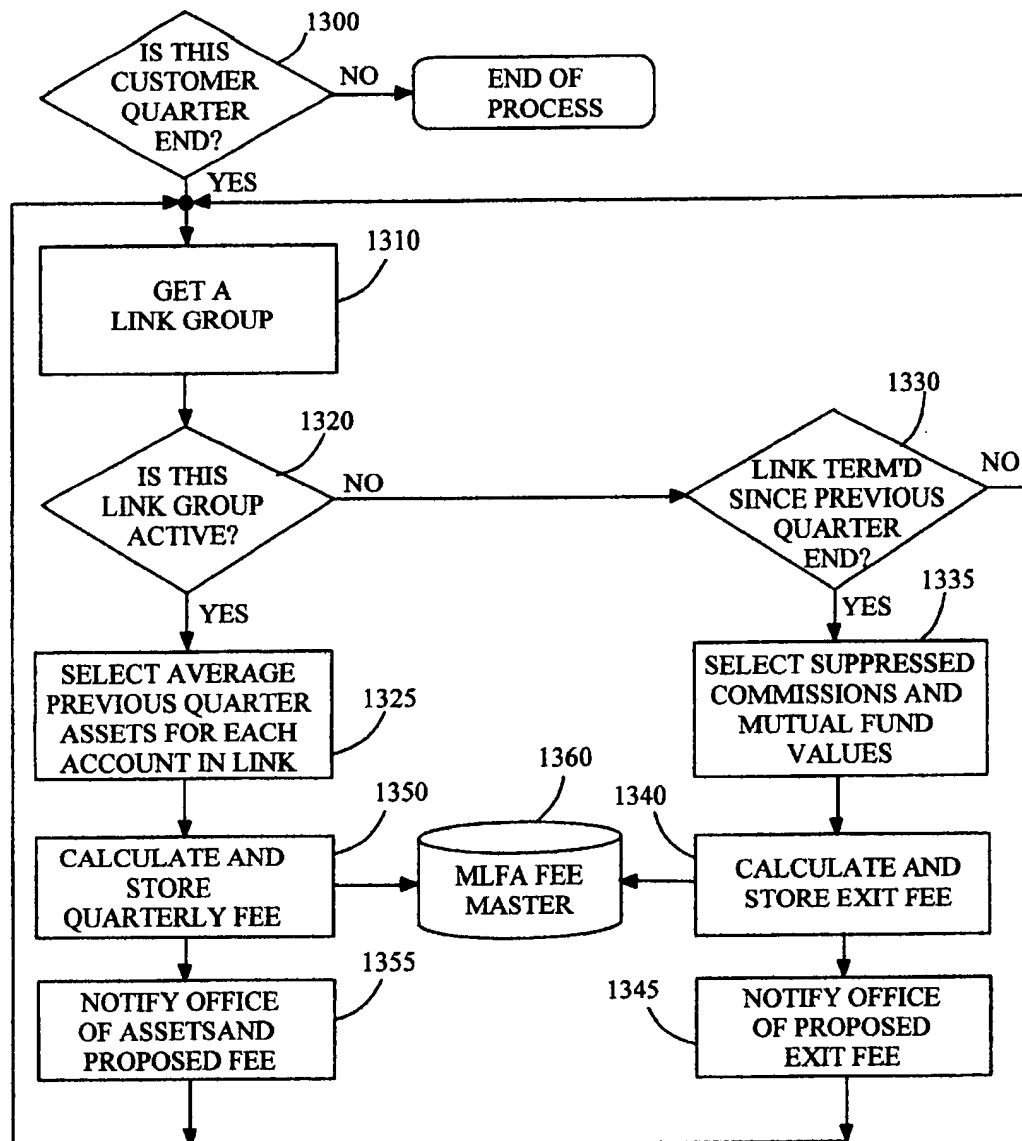 1300
IS THIS
CUSTOMER
QUARTER
END?
NO
END OF
PROCESS
YES
1310
GET A
LINK GROUP
1320
IS THIS
LINK GROUP
ACTIVE?
NO
1330
LINK TERM'D
SINCE PREVIOUS
QUARTER
END?
NO
YES
YES
1335
SELECT AVERAGE
PREVIOUS QUARTER
ASSETS FOR EACH
ACCOUNT IN LINK
1325
SELECT SUPPRESSED
COMMISSIONS AND
MUTUAL FUND
VALUES
1350
CALCULATE AND
STORE
QUARTERLY FEE
1360
MLFA FEE
MASTER
1340
CALCULATE AND
STORE EXIT FEE
1355
NOTIFY OFFICE
OF ASSETSAND
PROPOSED FEE
1345
NOTIFY OFFICE
OF PROPOSED
EXIT FEE